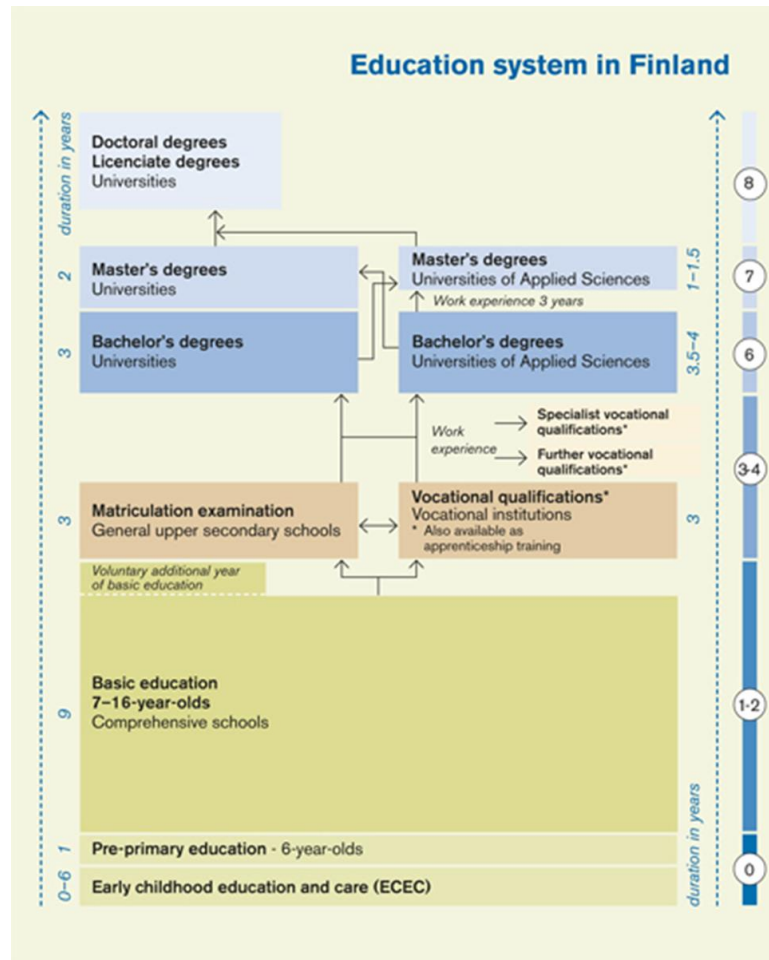 Education system in Finland
duration in years
Doctoral degrees
Licenciate degrees
Universities
8
2
Master's degrees
Universities
Master's degrees
Universities of Applied Sciences
1–1.5
7
Work experience 3 years
3
Bachelor's degrees
Universities
Bachelor's degrees
Universities of Applied Sciences
3.5–4
6
Work
experience
Specialist vocational
qualifications*
Further vocational
qualifications*
3-4
3
Matriculation examination
General upper secondary schools
Vocational qualifications*
Vocational institutions
* Also available as
apprenticeship training
3
Voluntary additional year
of basic education
9
Basic education
7–16-year-olds
Comprehensive schools
1-2
1
Pre-primary education - 6-year-olds
0–6
Early childhood education and care (ECEC)
duration in years
0